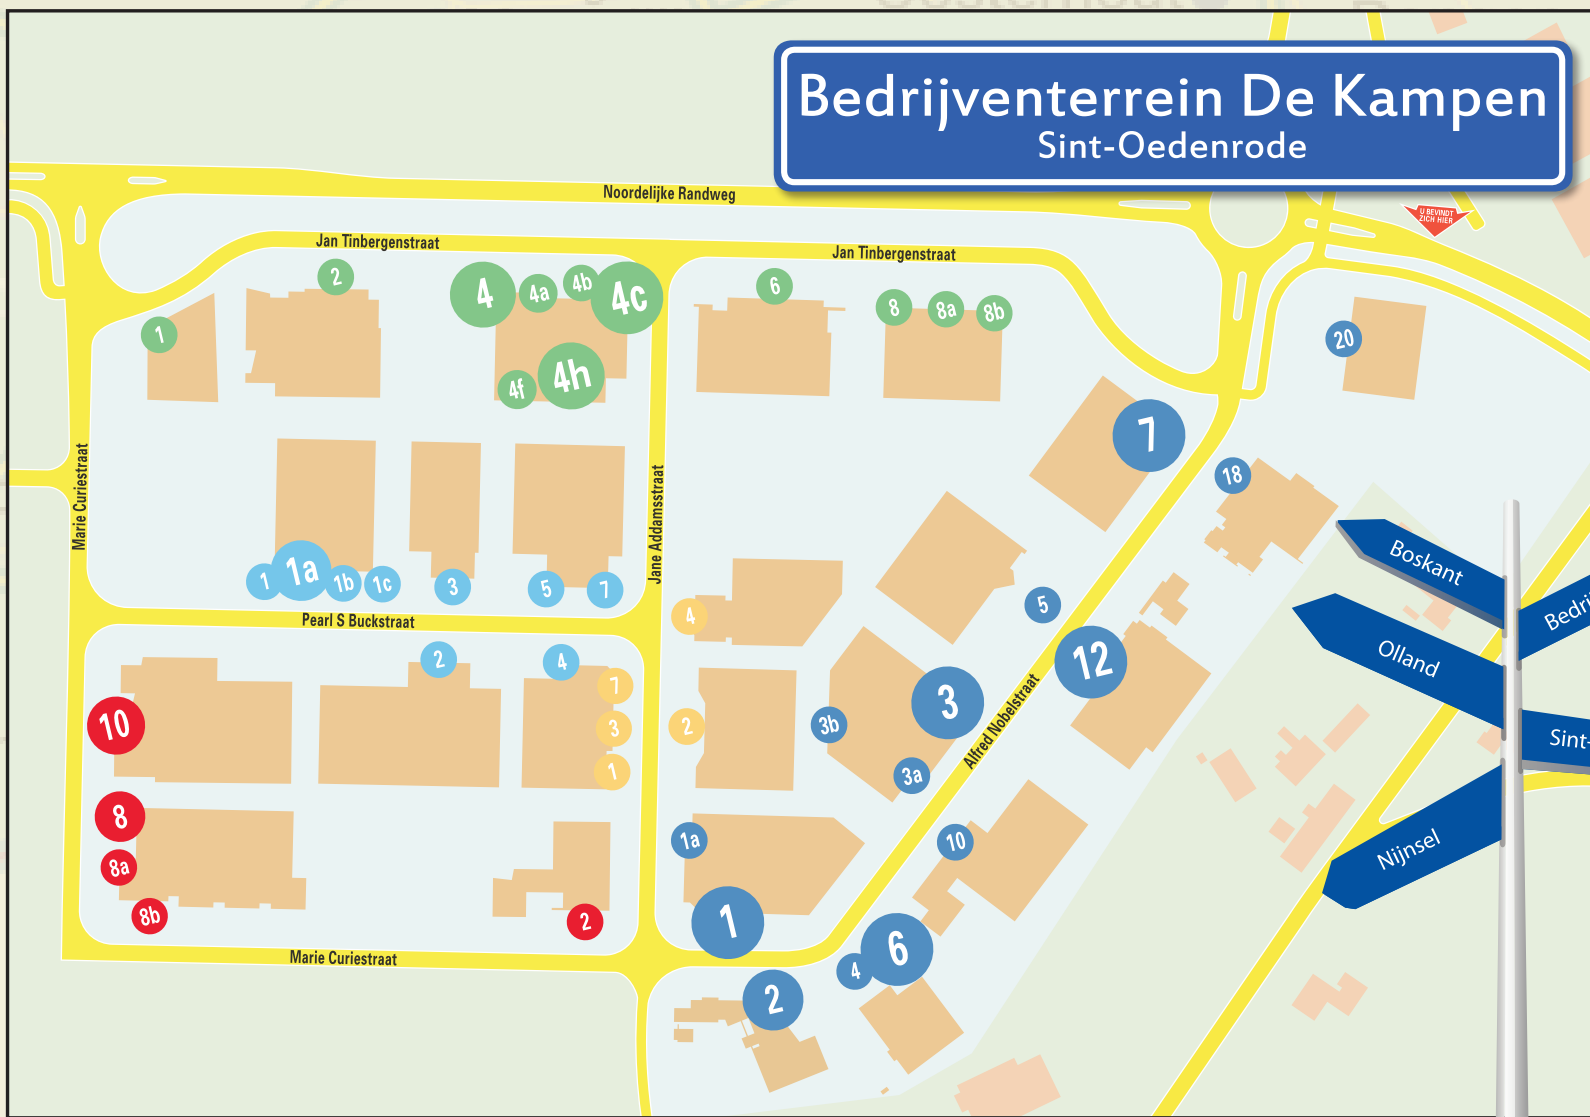 Bedrijventerrein De Kampen
Sint-Oedenrode
Noordelijke Randweg
U BEVINDT
ZICH HIER
Jan Tinbergenstraat
Jan Tinbergenstraat
2
4
4a
4b
4c
6
8
8a
8b
1
20
4f
4h
7
Marie Curiestraat
Jane Addamsstraat
18
1
1a
1b
1c
3
5
7
5
Pearl S Buckstraat
4
2
4
12
7
10
3
2
3b
3
Alfred Nobelstraat
1
3a
8
8a
1a
10
8b
2
1
6
4
2
Marie Curiestraat
Boskant
Olland
Nijnsel
Bedrij
Sint-